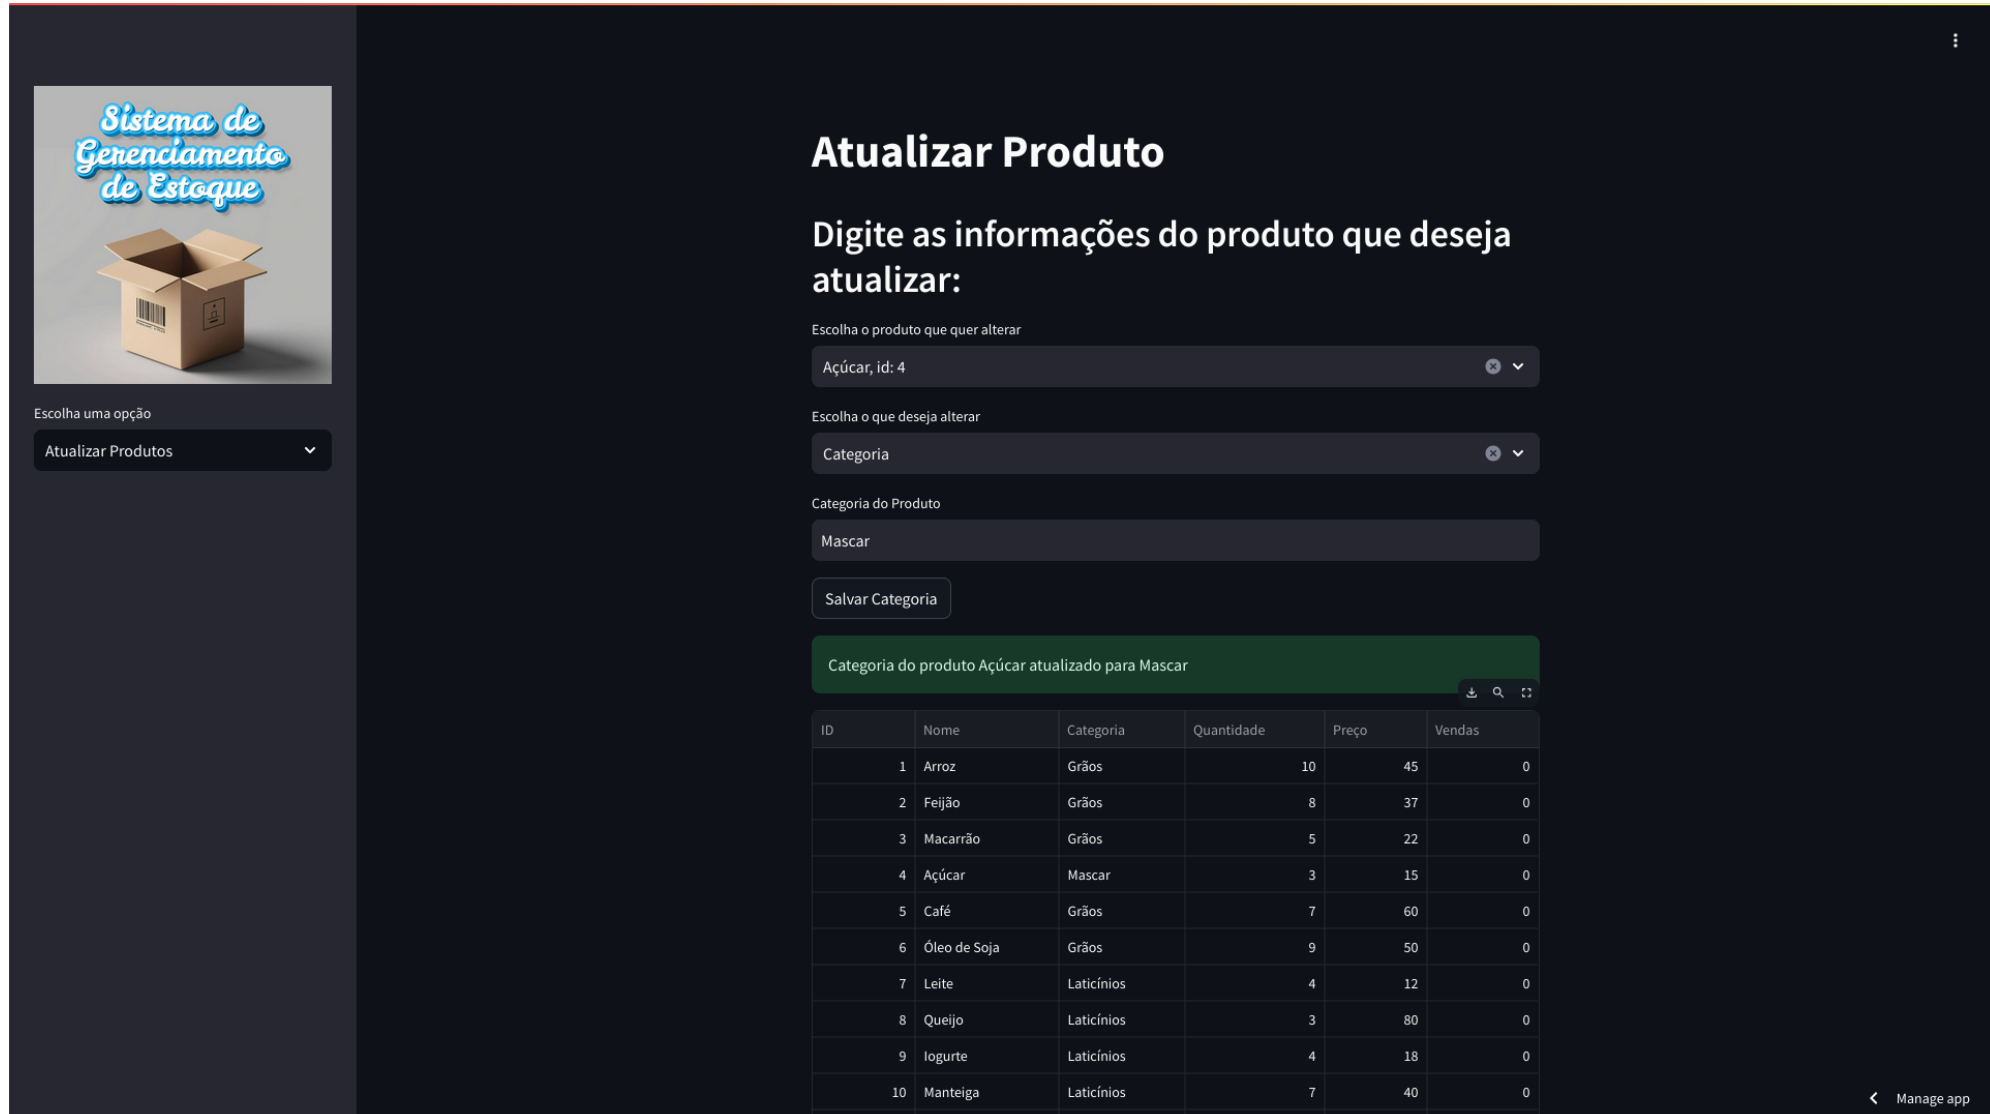 Sistema de
Gerenciamento
de Estoque
Escolha uma opção
Atualizar Produtos
Atualizar Produto
Digite as informações do produto que deseja
atualizar:
Escolha o produto que quer alterar
Açúcar, id: 4
Escolha o que deseja alterar
Categoria
Categoria do Produto
Mascar
Salvar Categoria
Categoria do produto Açúcar atualizado para Mascar
ID Nome Categoria Quantidade Preço Vendas
1 Arroz Grãos 10 45 0
2 Feijão Grãos 8 37 0
3 Macarrão Grãos 5 22 0
4 Açúcar Mascar 3 15 0
5 Café Grãos 7 60 0
6 Óleo de Soja Grãos 9 50 0
7 Leite Laticínios 4 12 0
8 Queijo Laticínios 3 80 0
9 Iogurte Laticínios 4 18 0
10 Manteiga Laticínios 7 40 0
Manage app